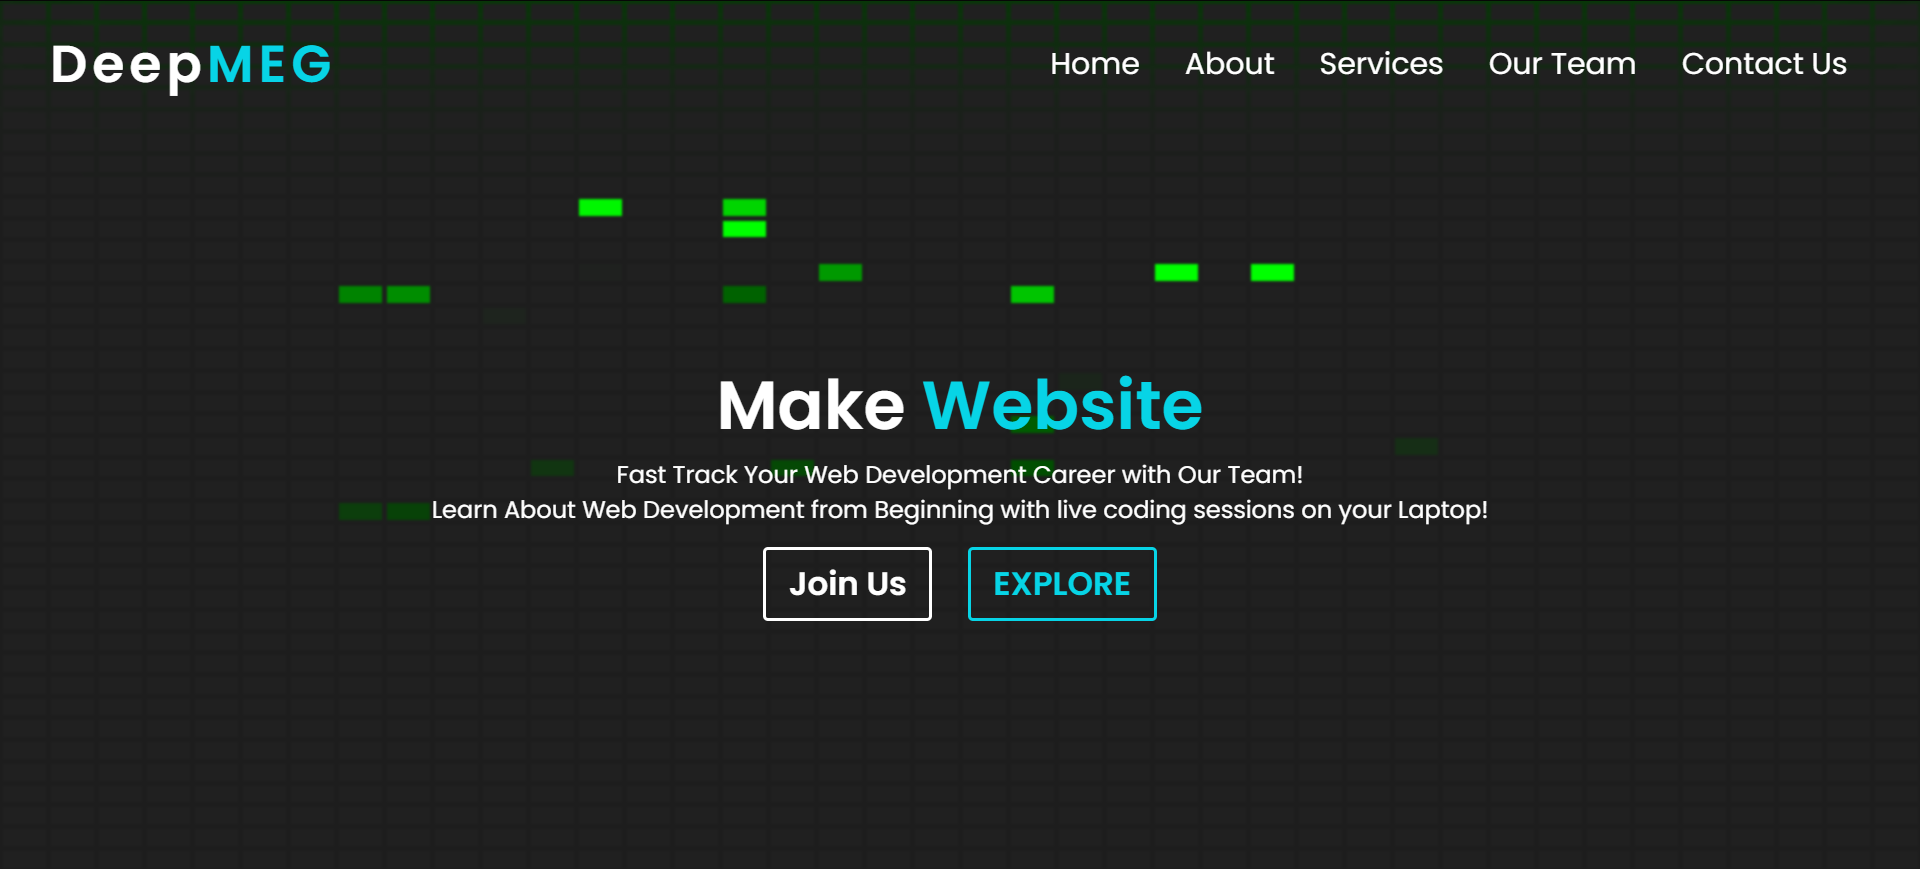 DeepMEG
Home About Services Our Team Contact Us
Make Website
Fast Track Your Web Development Career with Our Team!
Learn About Web Development from Beginning with live coding sessions on your Laptop!
Join Us EXPLORE